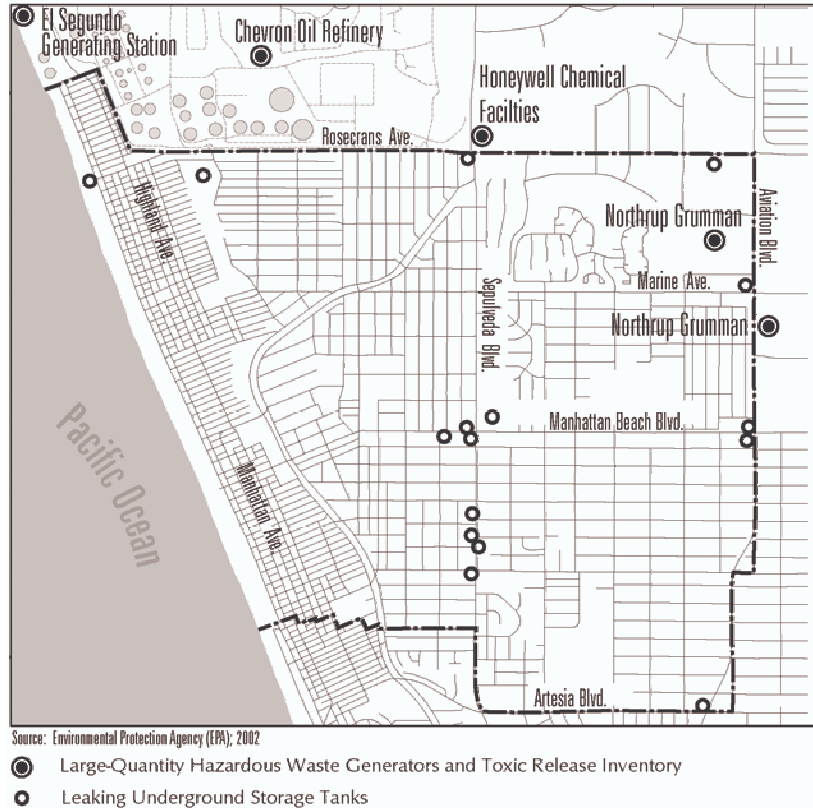 El Segundo
Generating Station
Chevron Oil Refinery
Honeywell Chemical
Facilties
Rosecrans Ave.
Highland Ave.
Northrup Grumman
Aviation Blvd.
Marine Ave.
Sepulveda Blvd.
Northrup Grumman
Pacific Ocean
Manhattan Beach Blvd.
Manhattan Ave.
Artesia Blvd.
Source: Environmental Protection Agency (EPA); 2002
Large-Quantity Hazardous Waste Generators and Toxic Release Inventory
Leaking Underground Storage Tanks